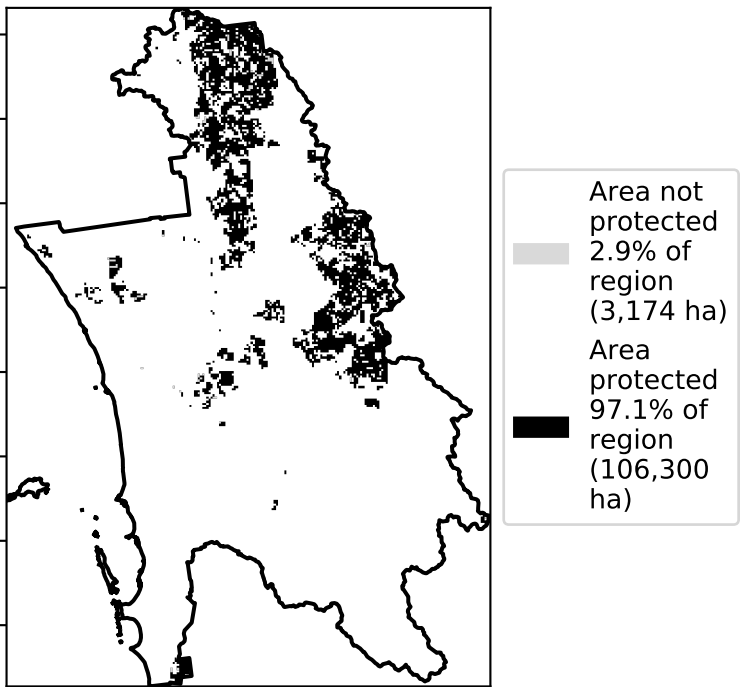 Area not
protected
2.9% of
region
(3,174 ha)
Area
protected
97.1% of
region
(106,300
ha)